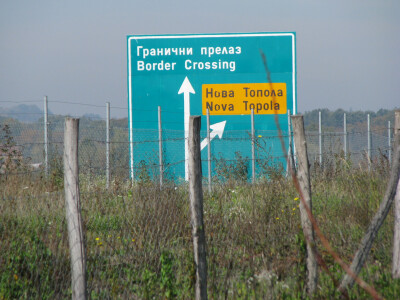 Гранични прелаз
Border Crossing
Нова Топола
Nova Topola